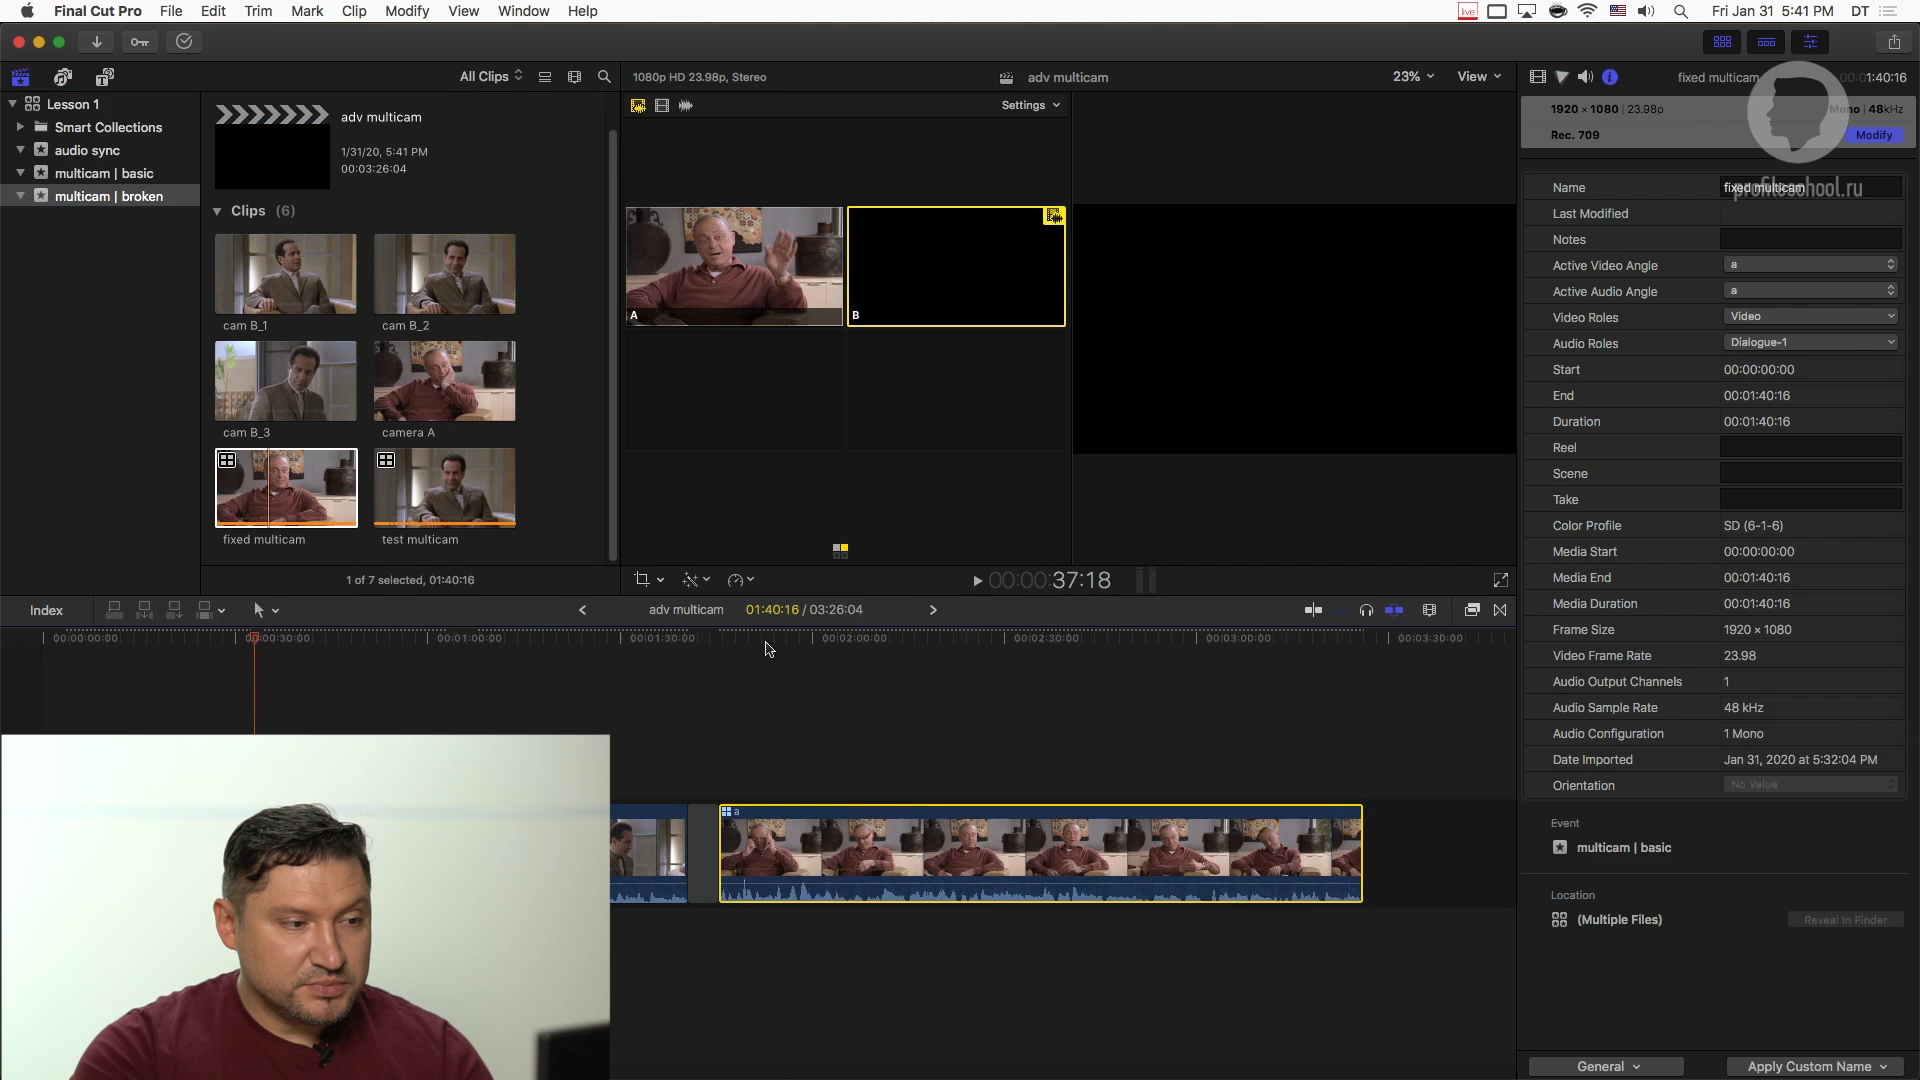 Final Cut Pro File Edit Trim Mark Clip Modify View Window Help
live Fri Jan 31 5:41 PM DT
All Clips
1080p HD 23.98p, Stereo
adv multicam
23% View
fixed multicam
1:40:16
Lesson 1
Smart Collections
audio sync
multicam | basic
multicam | broken
adv multicam
1/31/20, 5:41 PM
00:03:26:04
Clips (6)
cam B_1
cam B_2
cam B_3
camera A
fixed multicam
test multicam
1 of 7 selected, 01:40:16
Settings
A
B
00:00:37:18
1920 × 1080 | 23.98p
Mono | 48kHz
Rec. 709
Modify
profileschool.ru
Name fixed multicam
Last Modified
Notes
Active Video Angle a
Active Audio Angle a
Video Roles Video
Audio Roles Dialogue-1
Start 00:00:00:00
End 00:01:40:16
Duration 00:01:40:16
Reel
Scene
Take
Color Profile SD (6-1-6)
Media Start 00:00:00:00
Media End 00:01:40:16
Media Duration 00:01:40:16
Frame Size 1920 × 1080
Video Frame Rate 23.98
Audio Output Channels 1
Audio Sample Rate 48 kHz
Audio Configuration 1 Mono
Date Imported Jan 31, 2020 at 5:32:04 PM
Orientation No Value
Event
multicam | basic
Location
(Multiple Files) Reveal In Finder
General Apply Custom Name
Index
adv multicam 01:40:16 / 03:26:04
00:00:00:00 00:00:30:00 00:01:00:00 00:01:30:00 00:02:00:00 00:02:30:00 00:03:00:00 00:03:30:00
a